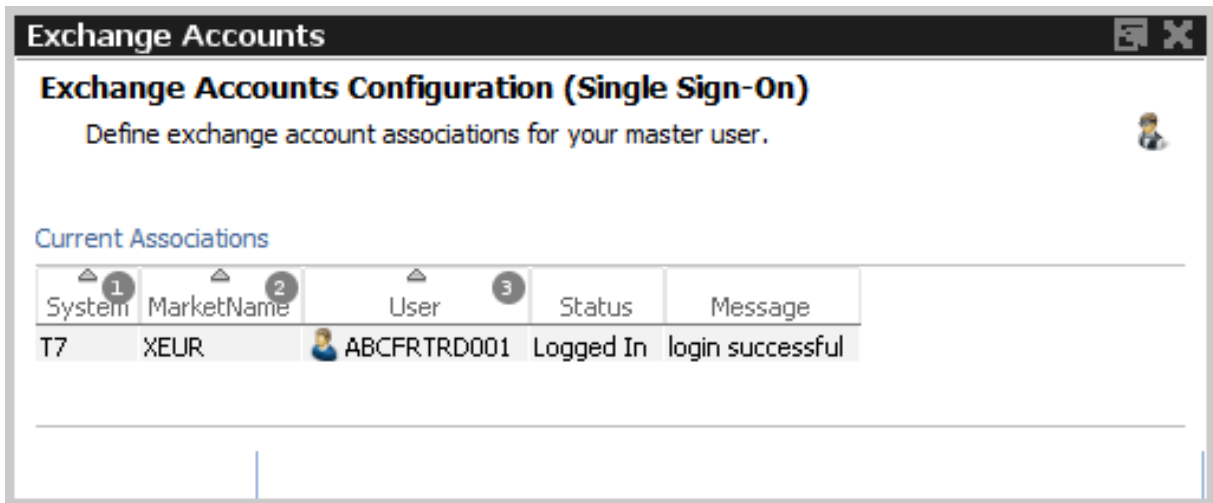 Exchange Accounts
Exchange Accounts Configuration (Single Sign-On)
Define exchange account associations for your master user.
Current Associations
System 1 MarketName 2 User 3 Status Message
T7 XEUR ABCFRTRD001 Logged In login successful